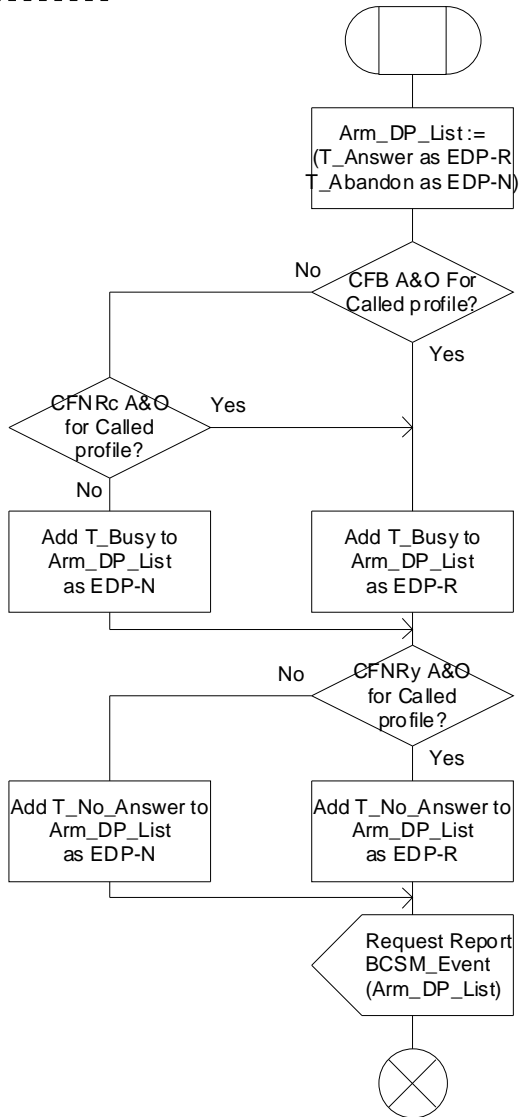 Arm_DP_List :=
(T_Answer as EDP-R
T_Abandon as EDP-N)
No
CFB A&O For
Called profile?
Yes
CFNRc A&O
for Called
profile?
Yes
No
Add T_Busy to
Arm_DP_List
as EDP-N
Add T_Busy to
Arm_DP_List
as EDP-R
No
CFNRy A&O
for Called
profile?
Yes
Add T_No_Answer to
Arm_DP_List
as EDP-N
Add T_No_Answer to
Arm_DP_List
as EDP-R
Request Report
BCSM_Event
(Arm_DP_List)